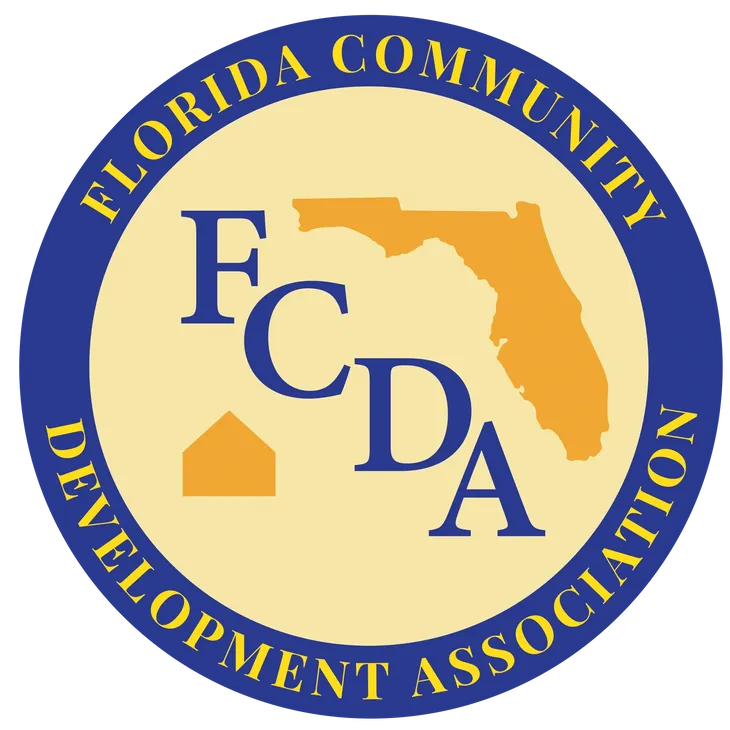 FLORIDA COMMUNITY
FCDA
DEVELOPMENT ASSOCIATION